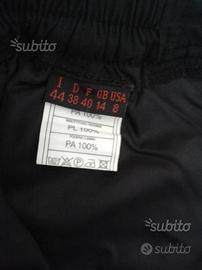 subito
I D F GB USA
44 38 40 14 8
PA 100%
PL 100%
PA 100%
subito
subito